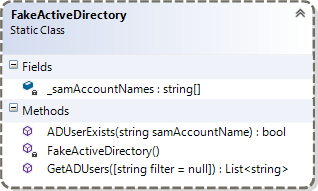 FakeActiveDirectory
Static Class
Fields
_samAccountNames : string[]
Methods
ADUserExists(string samAccountName) : bool
FakeActiveDirectory()
GetADUsers([string filter = null]) : List<string>